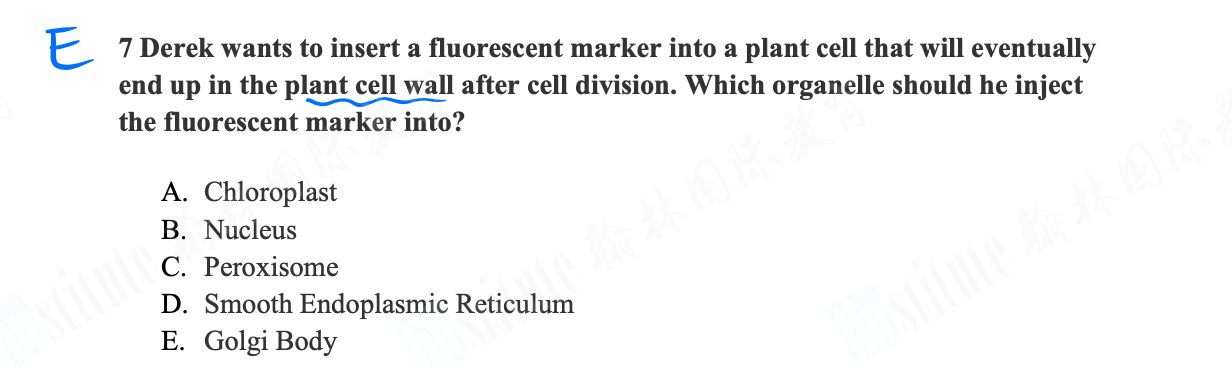 E
7 Derek wants to insert a fluorescent marker into a plant cell that will eventually
end up in the plant cell wall after cell division. Which organelle should he inject
the fluorescent marker into?
A. Chloroplast
B. Nucleus
C. Peroxisome
D. Smooth Endoplasmic Reticulum
E. Golgi Body